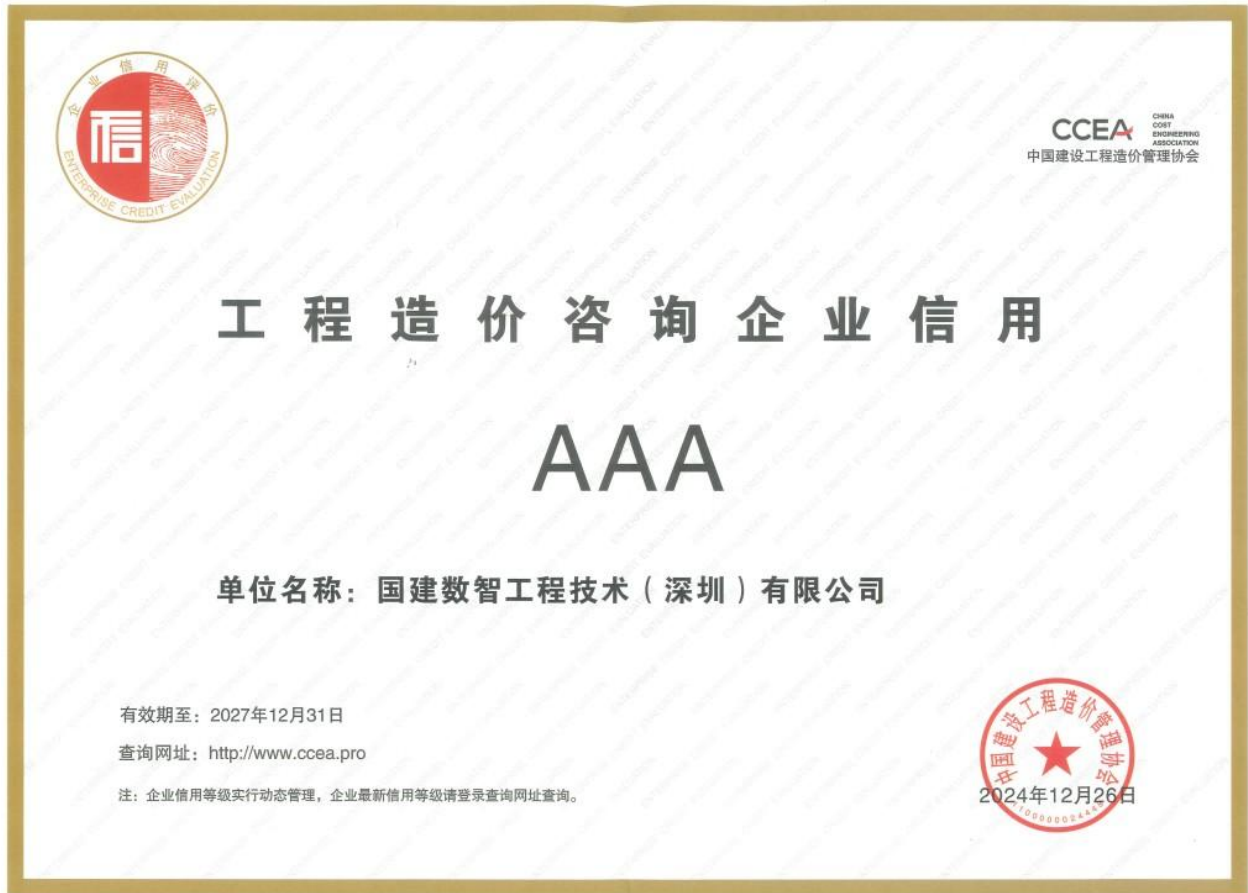 企业信用评价
信
ENTERPRISE CREDIT EVALUATION
CCEA
CHINA
COST
ENGINEERING
ASSOCIATION
中国建设工程造价管理协会
工程造价咨询企业信用
AAA
单位名称：国建数智工程技术（深圳）有限公司
有效期至：2027年12月31日
查询网址：http://www.ccea.pro
注：企业信用等级实行动态管理，企业最新信用等级请登录查询网址查询。
中国建设工程造价管理协会
2024年12月26日